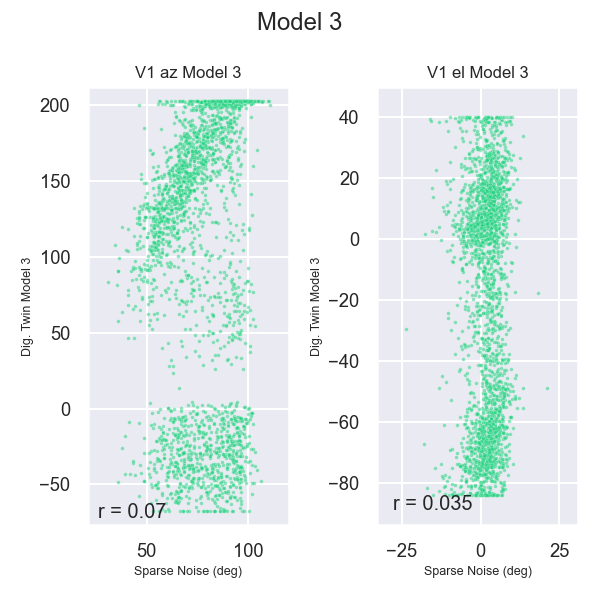 Model 3
V1 az Model 3
V1 el Model 3
Dig. Twin Model 3
200
150
100
50
0
−50
r = 0.07
50
100
Sparse Noise (deg)
Dig. Twin Model 3
40
20
0
−20
−40
−60
−80
r = 0.035
−25
0
25
Sparse Noise (deg)